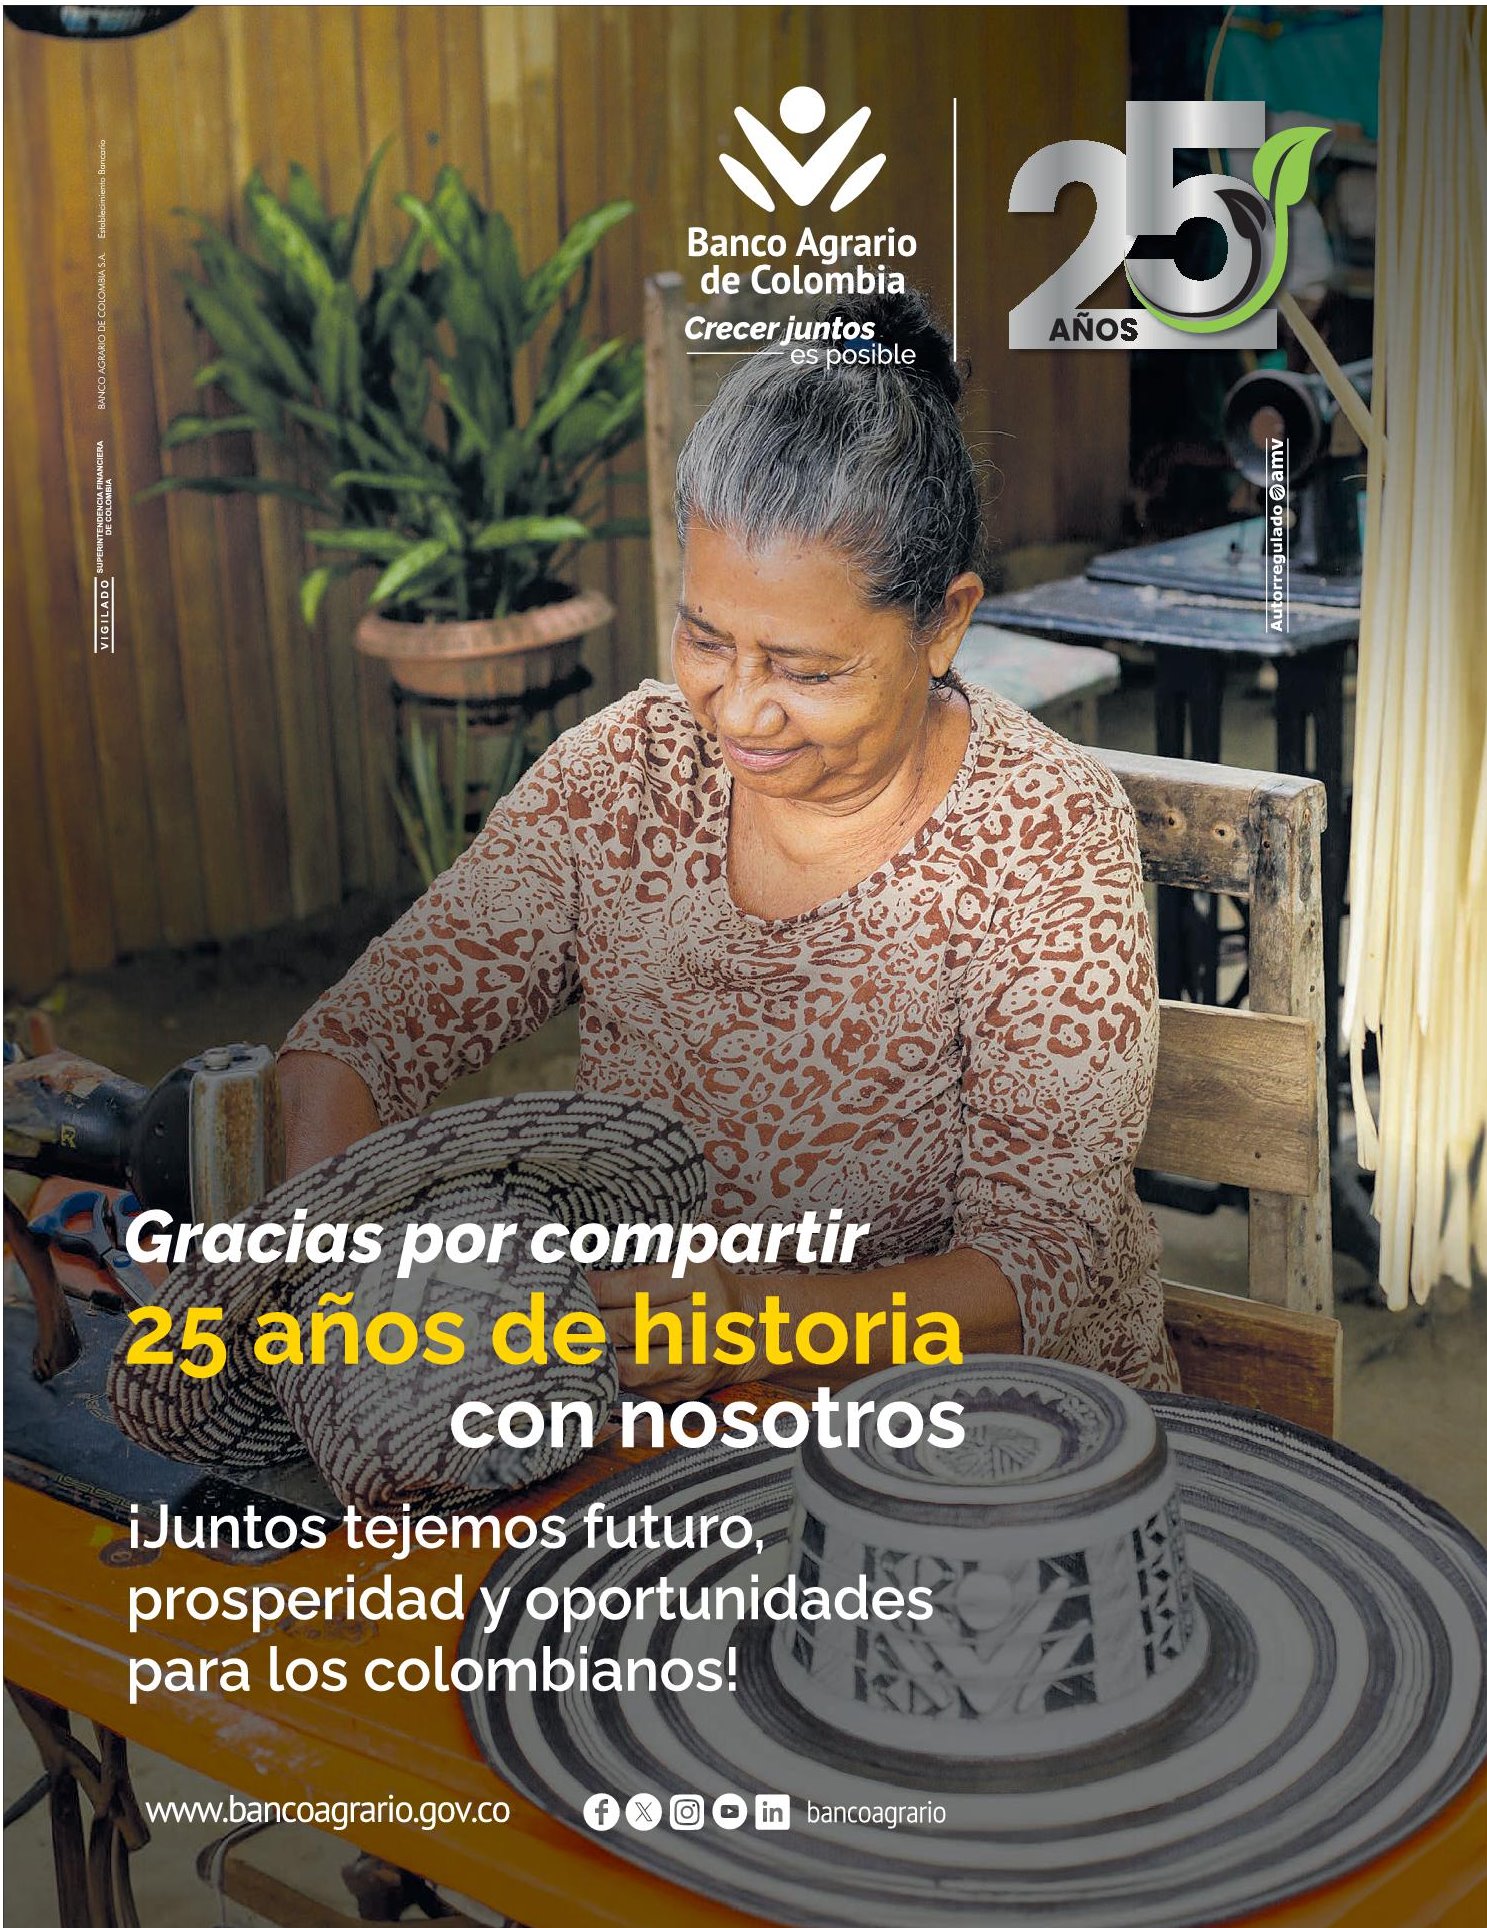 Banco Agrario
de Colombia
Crecer juntos
es posible
25
AÑOS
BANCO AGRARIO DE COLOMBIA S.A. Establecimiento Bancario
VIGILADO
SUPERINTENDENCIA FINANCIERA
DE COLOMBIA
Autorregulado amv
Gracias por compartir
25 años de historia
con nosotros
¡Juntos tejemos futuro,
prosperidad y oportunidades
para los colombianos!
www.bancoagrario.gov.co
bancoagrario